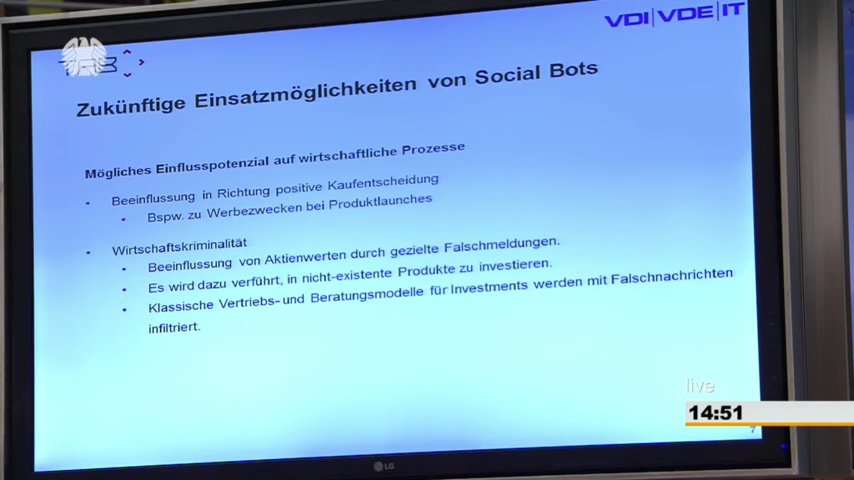 VDI|VDE|IT
Zukünftige Einsatzmöglichkeiten von Social Bots
Mögliches Einflusspotenzial auf wirtschaftliche Prozesse
• Beeinflussung in Richtung positive Kaufentscheidung
• Bspw. zu Werbezwecken bei Produktlaunches
• Wirtschaftskriminalität
• Beeinflussung von Aktienwerten durch gezielte Falschmeldungen.
• Es wird dazu verführt, in nicht-existente Produkte zu investieren.
• Klassische Vertriebs- und Beratungsmodelle für Investments werden mit Falschnachrichten
infiltriert.
live
14:51
7
LG